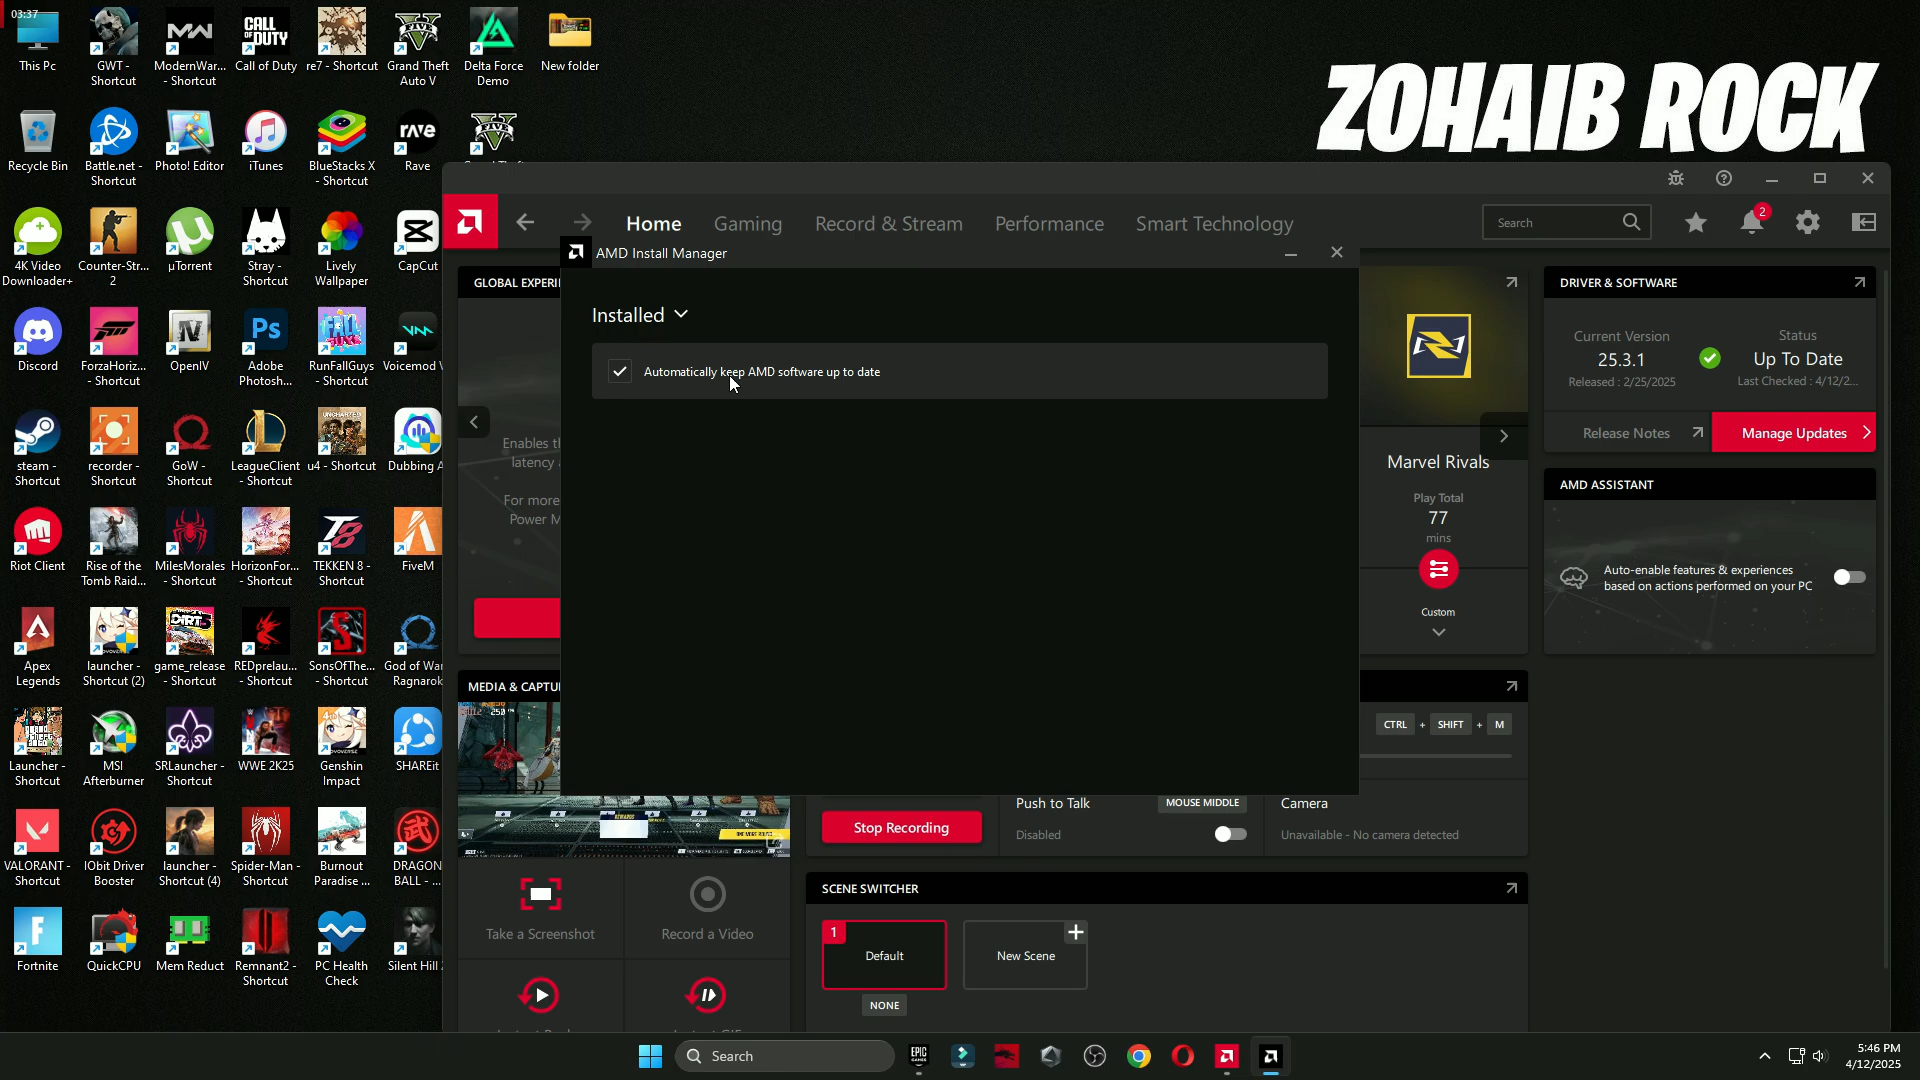 03:37
ZOHAIB ROCK
This Pc
GWT -
Shortcut
ModernWar...
- Shortcut
CALL OF DUTY
Call of Duty
re7 - Shortcut
Grand Theft
Auto V
Delta Force
Demo
New folder
Recycle Bin
Battle.net -
Shortcut
Photo! Editor
iTunes
BlueStacks X
- Shortcut
rave
Rave
4K Video
Downloader+
Counter-Str...
2
µTorrent
Stray -
Shortcut
Lively
Wallpaper
CapCut
Discord
ForzaHoriz...
- Shortcut
OpenIV
Ps
Adobe
Photosh...
RunFallGuys
- Shortcut
Voicemod
steam -
Shortcut
recorder -
Shortcut
GoW -
Shortcut
LeagueClient
- Shortcut
u4 - Shortcut
Dubbing A
Riot Client
Rise of the
Tomb Raid...
MilesMorales
- Shortcut
HorizonFor...
- Shortcut
TEKKEN 8 -
Shortcut
FiveM
Apex
Legends
launcher -
Shortcut (2)
game_release
- Shortcut
REDprelau...
- Shortcut
SonsOfThe...
- Shortcut
God of War
Ragnarok
Launcher -
Shortcut
MSI
Afterburner
SRLauncher -
Shortcut
WWE 2K25
Genshin
Impact
SHAREit
VALORANT -
Shortcut
IObit Driver
Booster
launcher -
Shortcut (4)
Spider-Man -
Shortcut
Burnout
Paradise ...
DRAGON
BALL - ...
Fortnite
QuickCPU
Mem Reduct
Remnant2 -
Shortcut
PC Health
Check
Silent Hill
Home
Gaming
Record & Stream
Performance
Smart Technology
Search
2
AMD Install Manager
Installed
Automatically keep AMD software up to date
GLOBAL EXPERI
Enables t
latency
For more
Power M
MEDIA & CAPTU
Take a Screenshot
Record a Video
Marvel Rivals
Play Total
77
mins
Custom
CTRL + SHIFT + M
Stop Recording
Push to Talk
MOUSE MIDDLE
Disabled
Camera
Unavailable - No camera detected
SCENE SWITCHER
1
Default
NONE
New Scene
DRIVER & SOFTWARE
Current Version
25.3.1
Released : 2/25/2025
Status
Up To Date
Last Checked : 4/12/2...
Release Notes
Manage Updates
AMD ASSISTANT
Auto-enable features & experiences
based on actions performed on your PC
Search
EPIC
GAMES
5:46 PM
4/12/2025